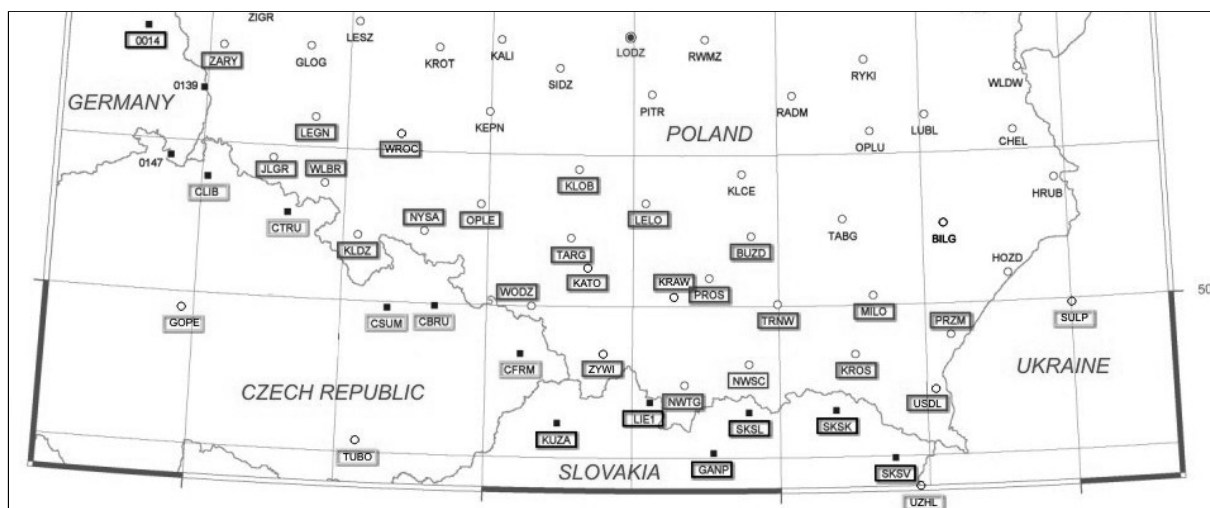 ZIGR
LESZ
0014
ZARY
GLOG
KROT
KALI
LODZ
RWMZ
SIDZ
RYKI
WLDW
0139
GERMANY
PITR
RADM
LEGN
KEPN
LUBL
WROC
POLAND
OPLU
CHEL
0147
JLGR
WLBR
CLIB
KLOB
KLCE
HRUB
CTRU
NYSA
OPLE
LELO
TABG
BILG
KLDZ
TARG
BUZD
HOZD
KATO
KRAW
PROS
WODZ
50
GOPE
CSUM
CBRU
TRNW
MILO
PRZM
SULP
CFRM
ZYWI
NWSC
KROS
UKRAINE
CZECH REPUBLIC
NWTG
USDL
LIE1
KUZA
SKSL
SKSK
TUBO
SLOVAKIA
GANP
SKSV
UZHL